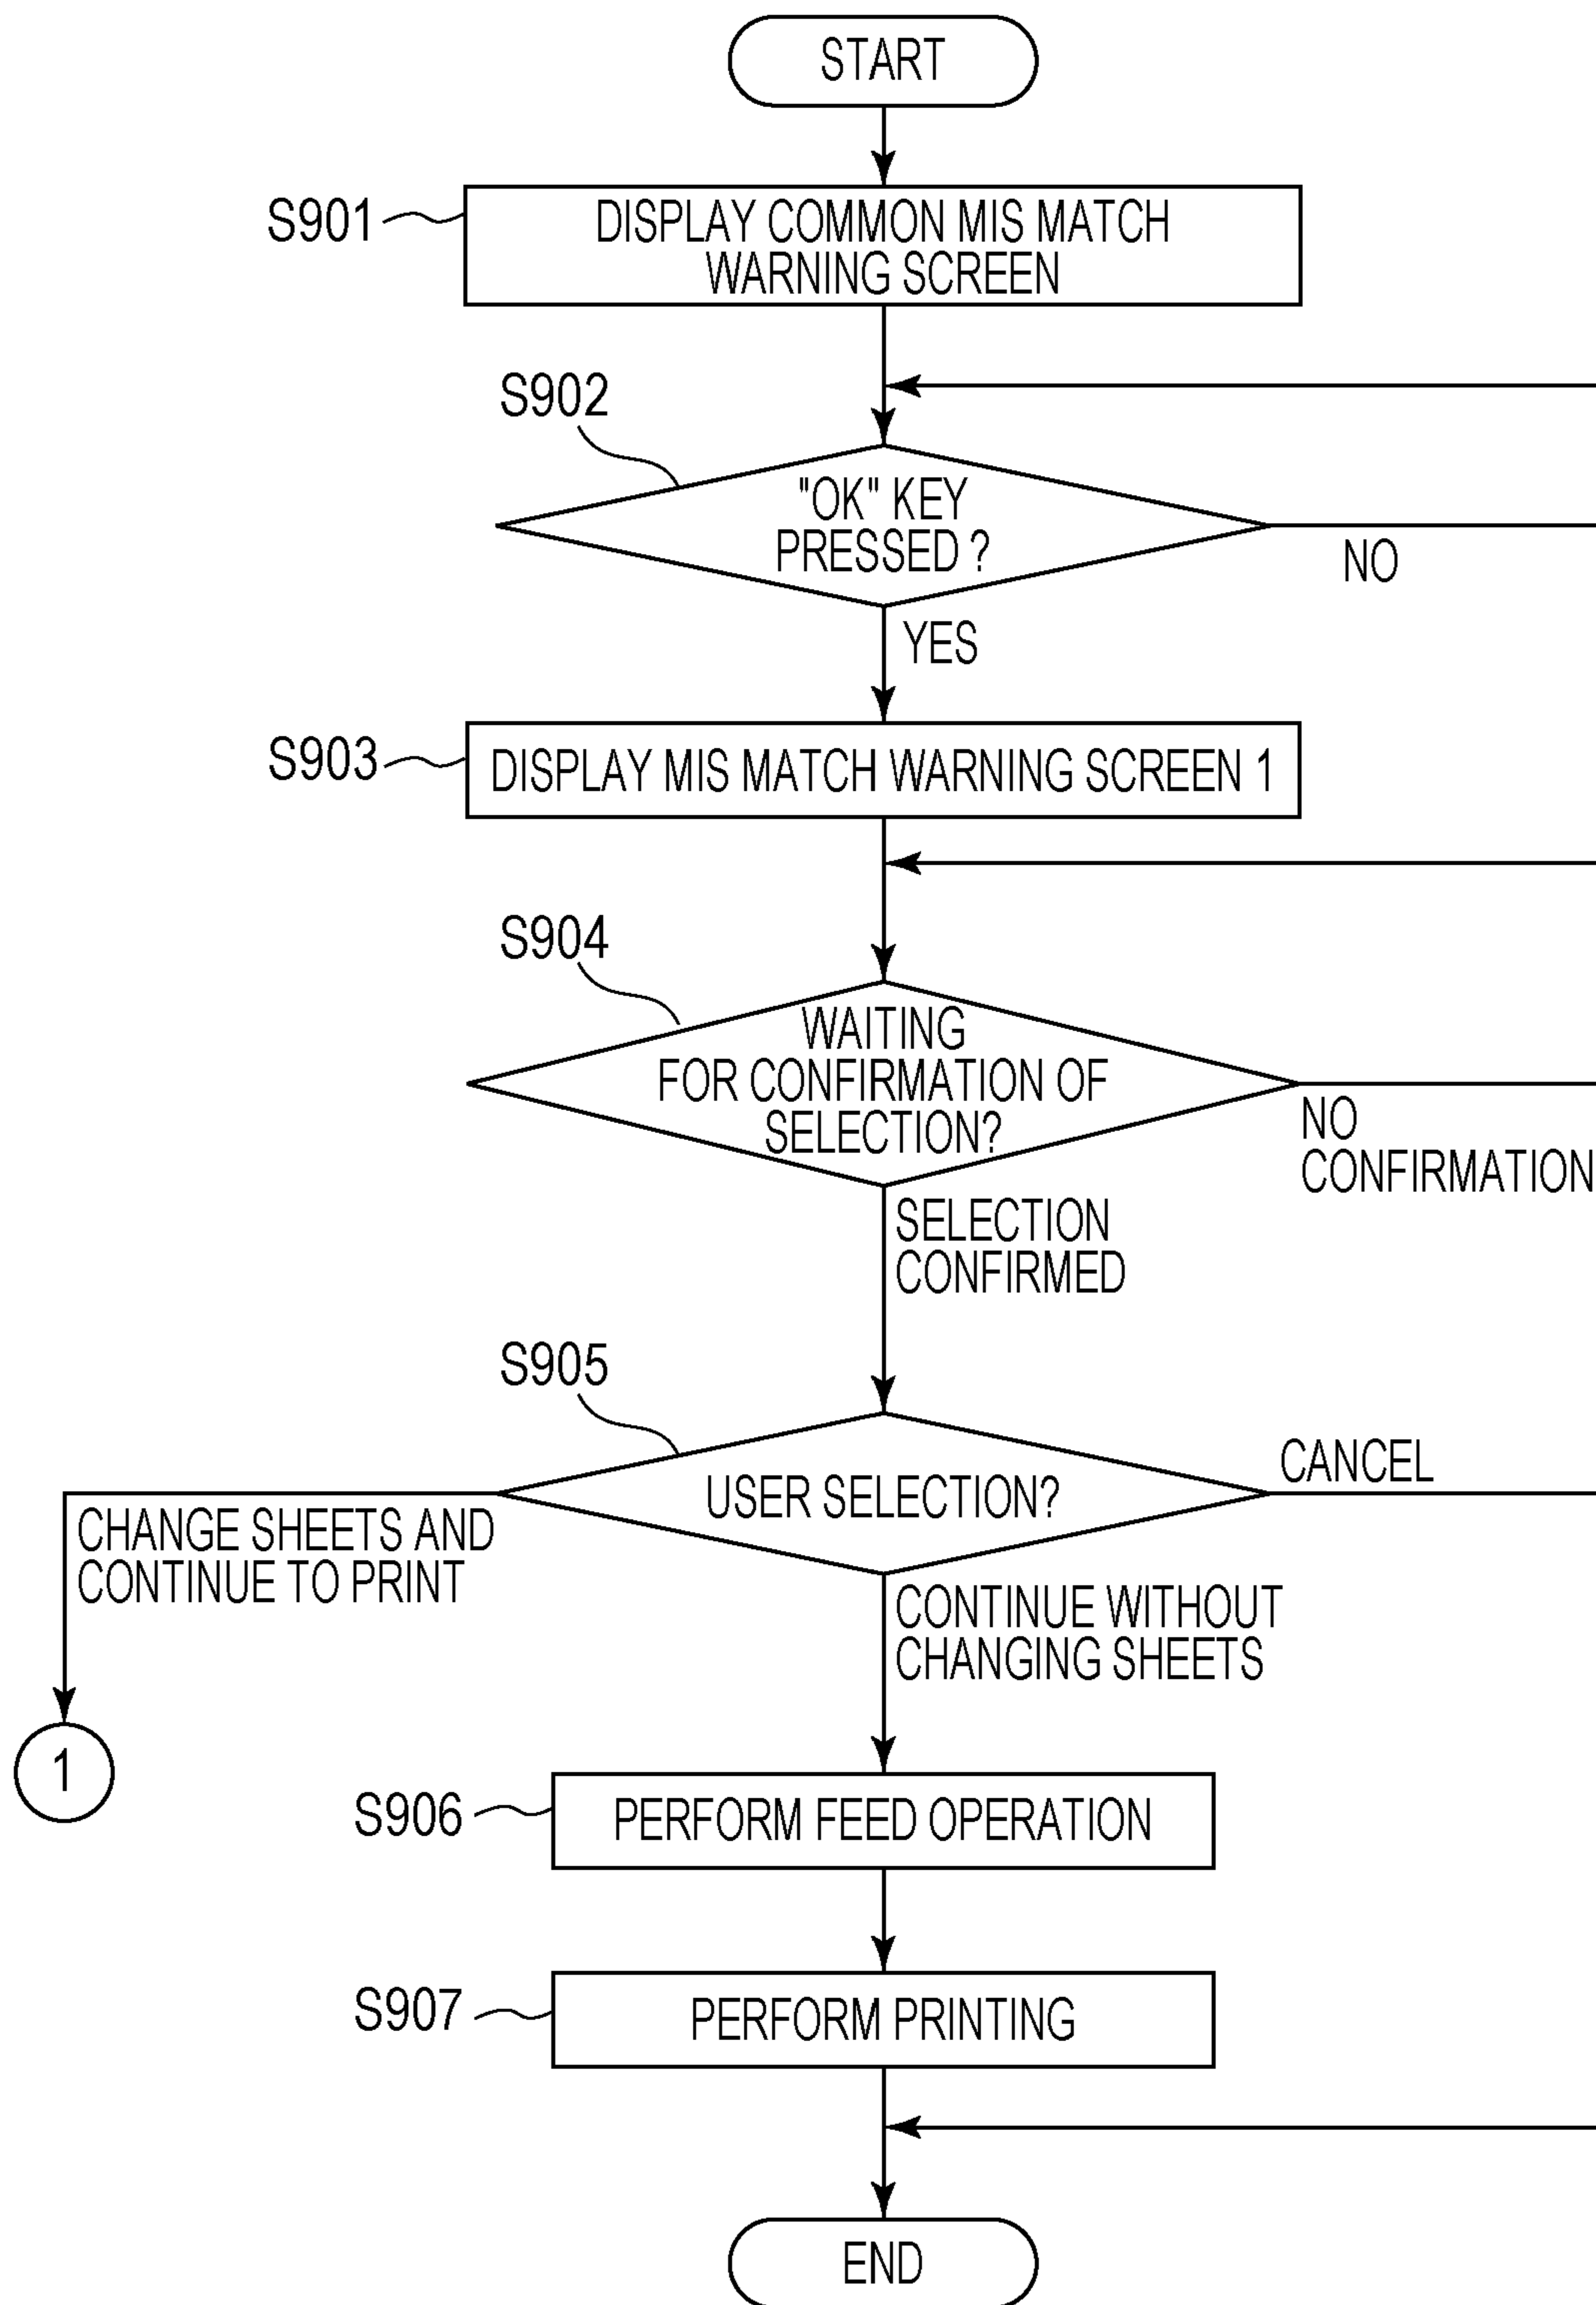 START
S901
DISPLAY COMMON MIS MATCH
WARNING SCREEN
S902
"OK" KEY
PRESSED ?
NO
YES
S903
DISPLAY MIS MATCH WARNING SCREEN 1
S904
WAITING
FOR CONFIRMATION OF
SELECTION?
NO
CONFIRMATION
SELECTION
CONFIRMED
S905
USER SELECTION?
CANCEL
CHANGE SHEETS AND
CONTINUE TO PRINT
CONTINUE WITHOUT
CHANGING SHEETS
1
S906
PERFORM FEED OPERATION
S907
PERFORM PRINTING
END